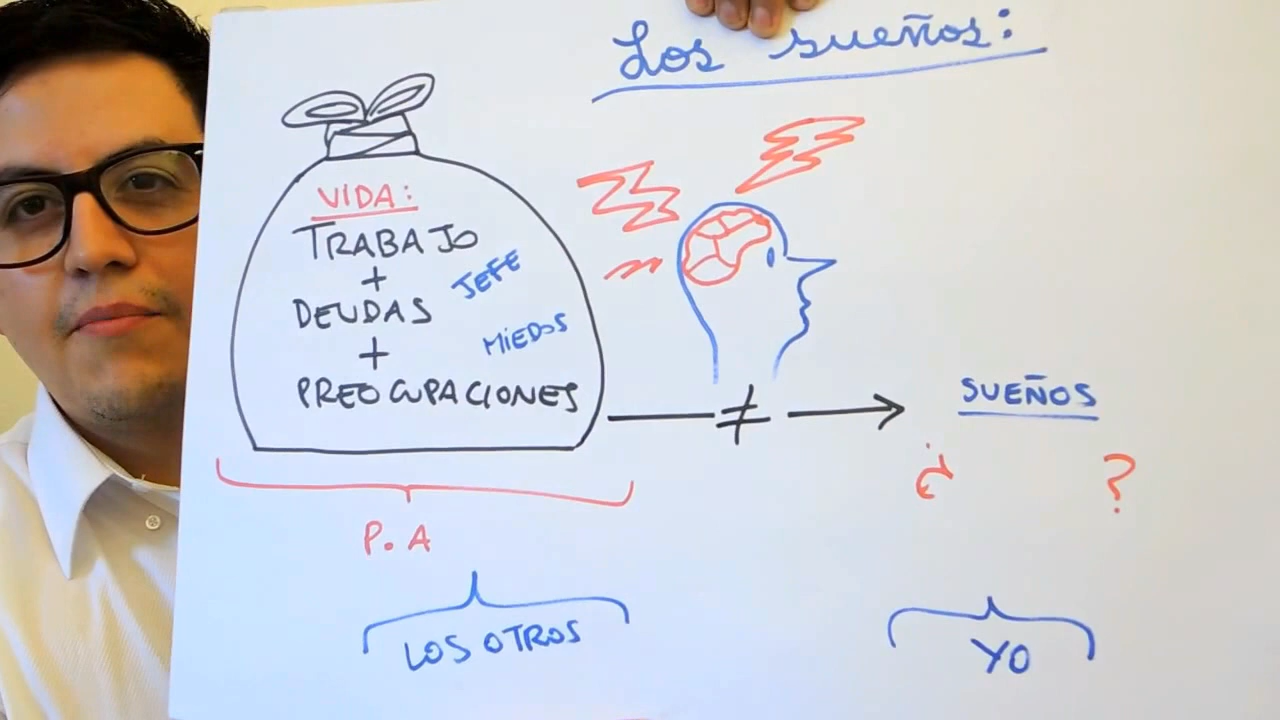 Los sueños:
VIDA:
TRABAJO
+
JEFE
DEUDAS
MIEDOS
+
PREOCUPACIONES
≠
SUEÑOS
¿ ?
P.A
LOS OTROS
YO